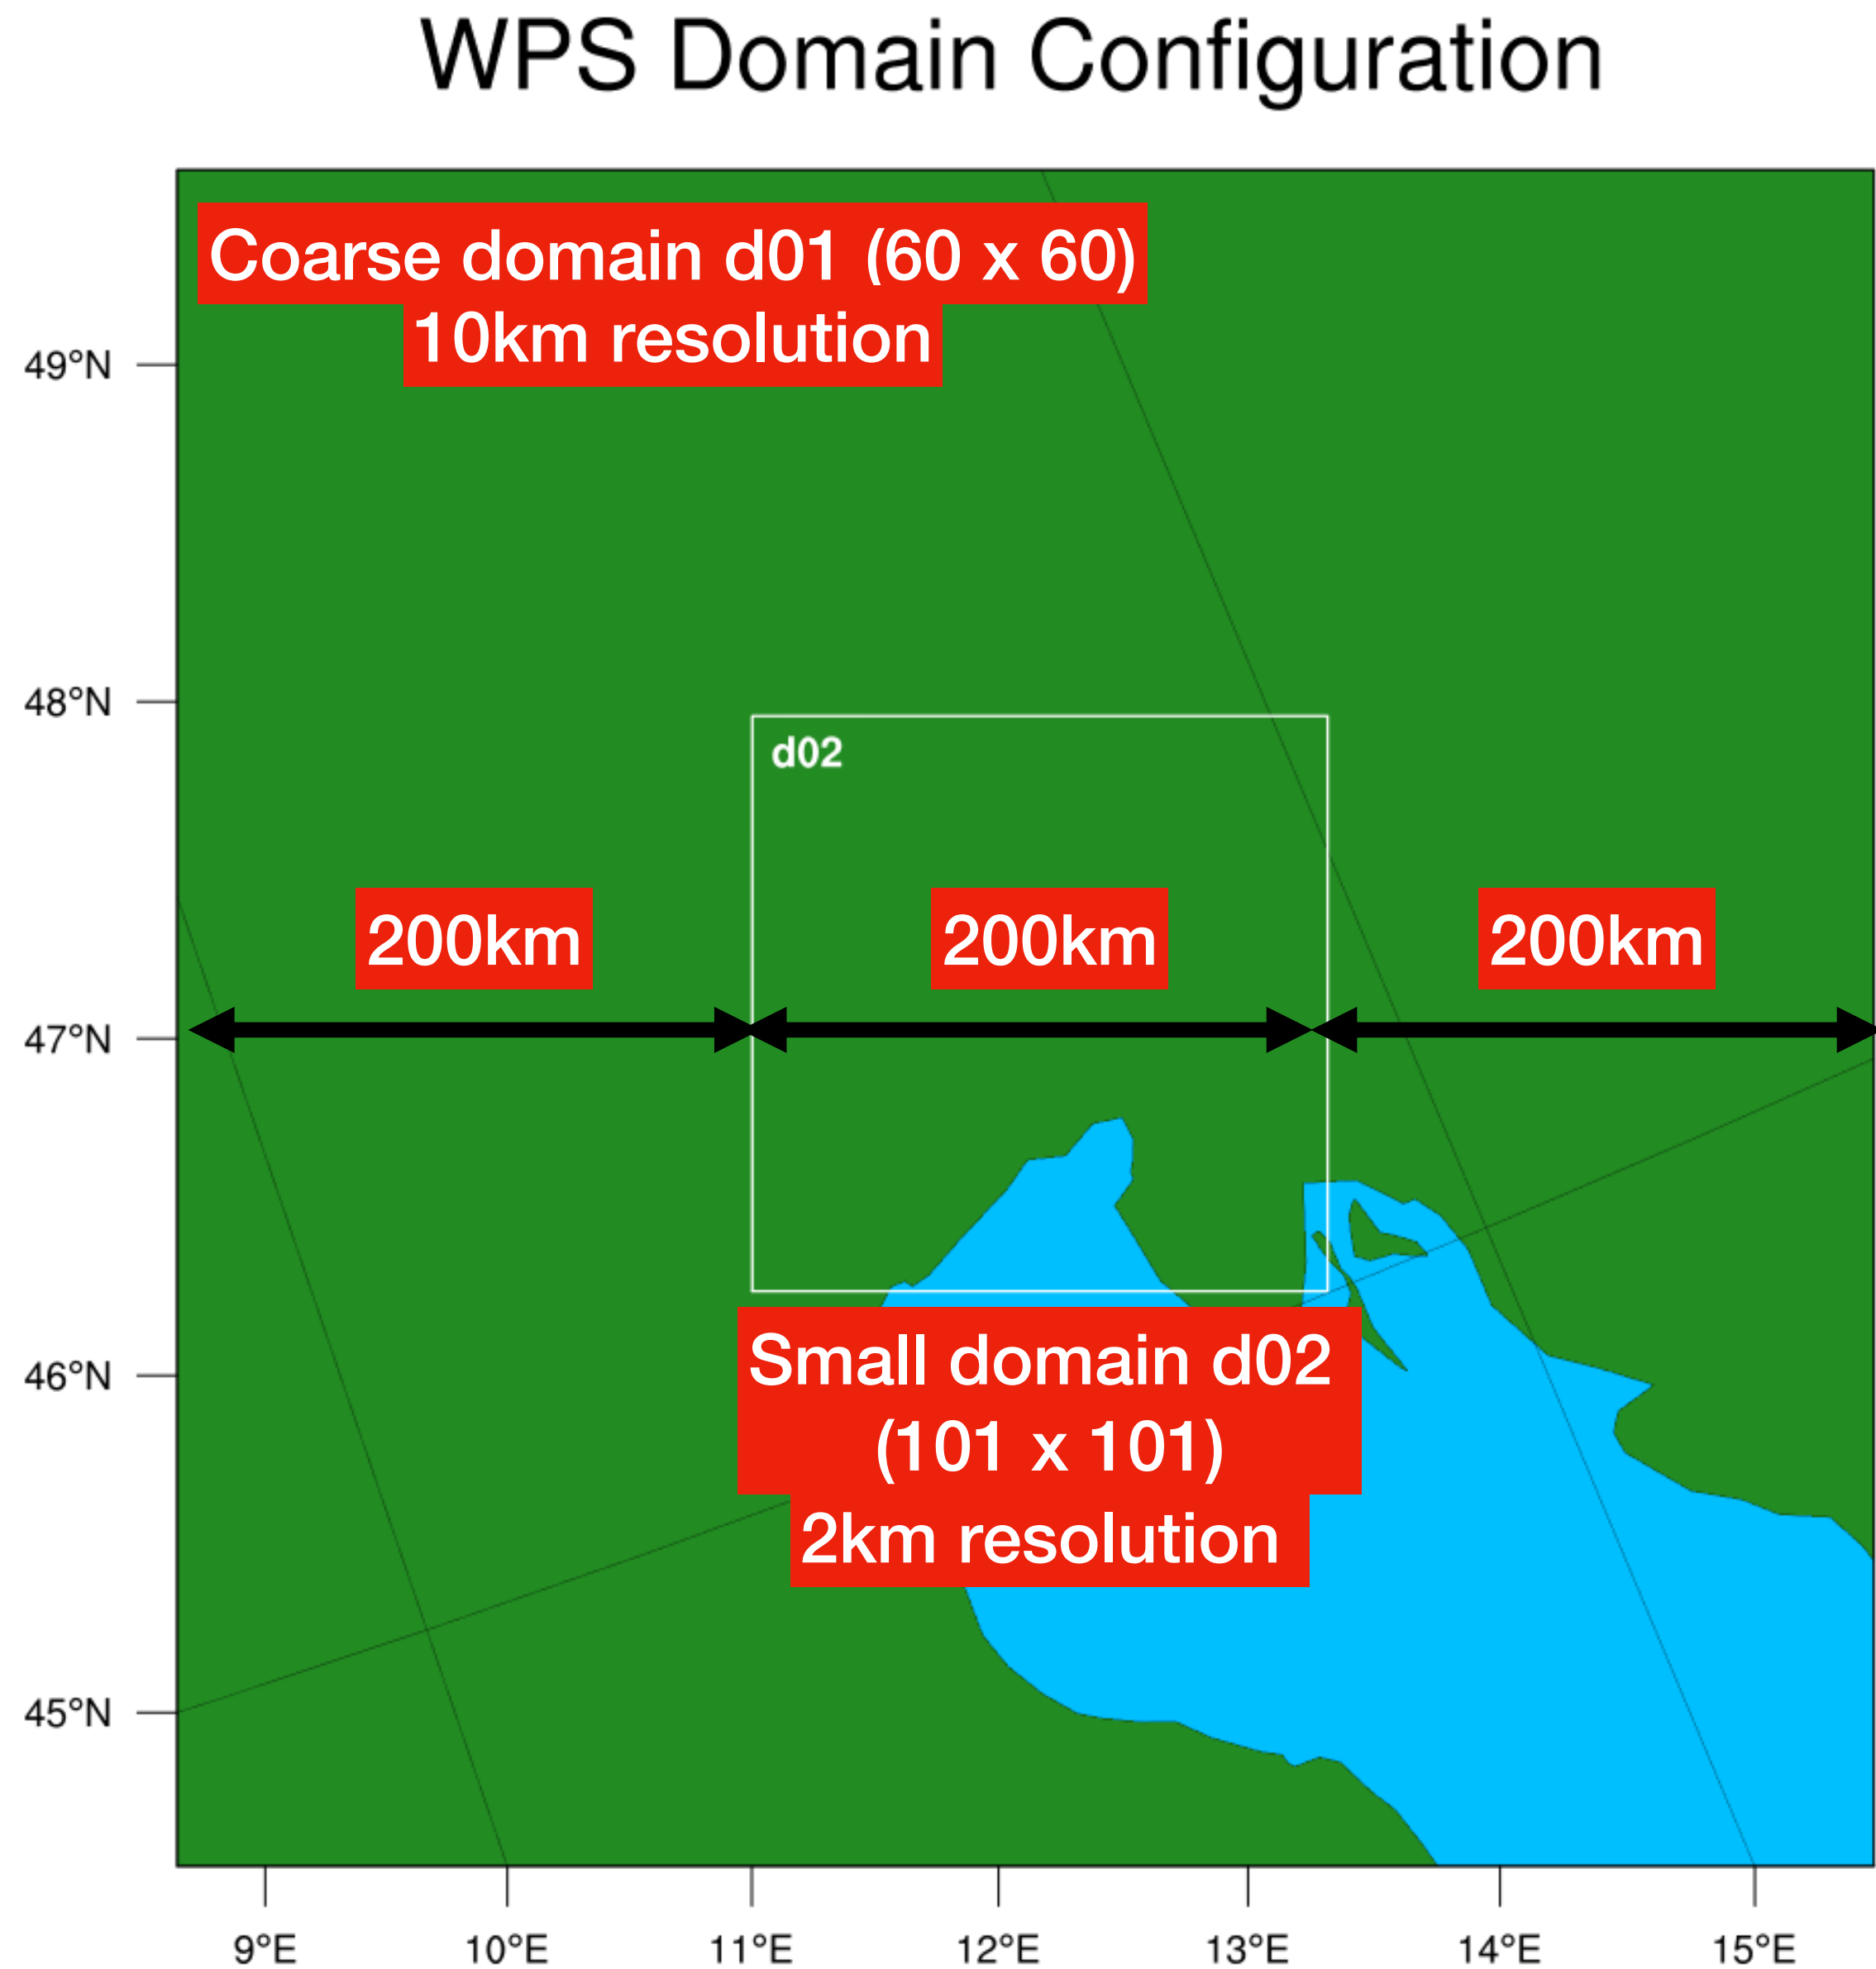 WPS Domain Configuration
Coarse domain d01 (60 x 60)
10km resolution
49°N
48°N
d02
200km 200km 200km
47°N
Small domain d02
46°N
(101 x 101)
2km resolution
45°N
9°E 10°E 11°E 12°E 13°E 14°E 15°E